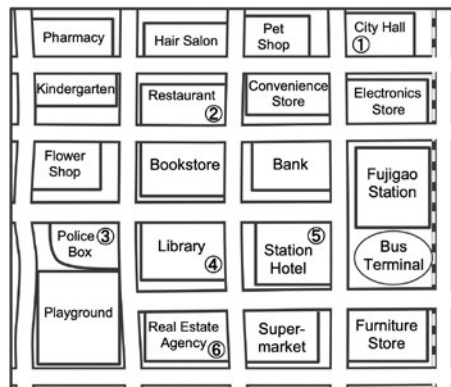 Pharmacy
Hair Salon
Pet
Shop
City Hall
①
Kindergarten
Restaurant
②
Convenience
Store
Electronics
Store
Flower
Shop
Bookstore
Bank
Fujigao
Station
Police ③
Box
Library
④
⑤
Station
Hotel
Bus
Terminal
Playground
Real Estate
Agency ⑥
Super-
market
Furniture
Store